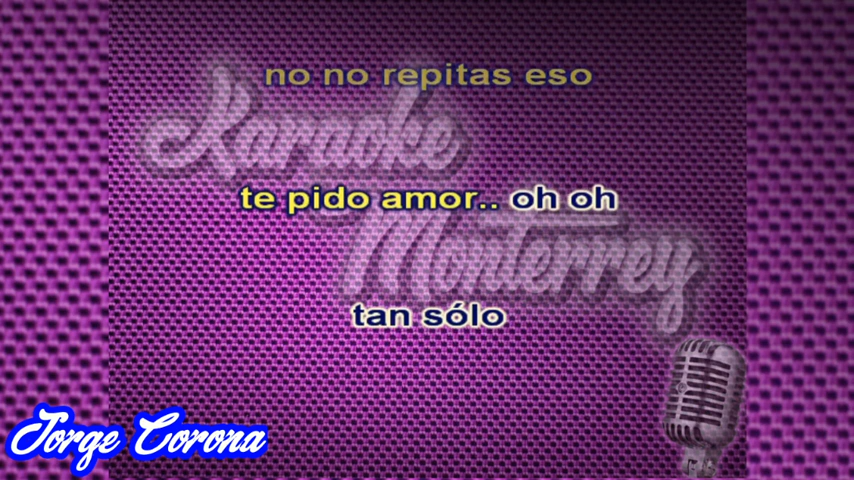 no no repitas eso
Karaoke
te pido amor.. oh oh
Monterrey
tan sólo
Jorge Corona